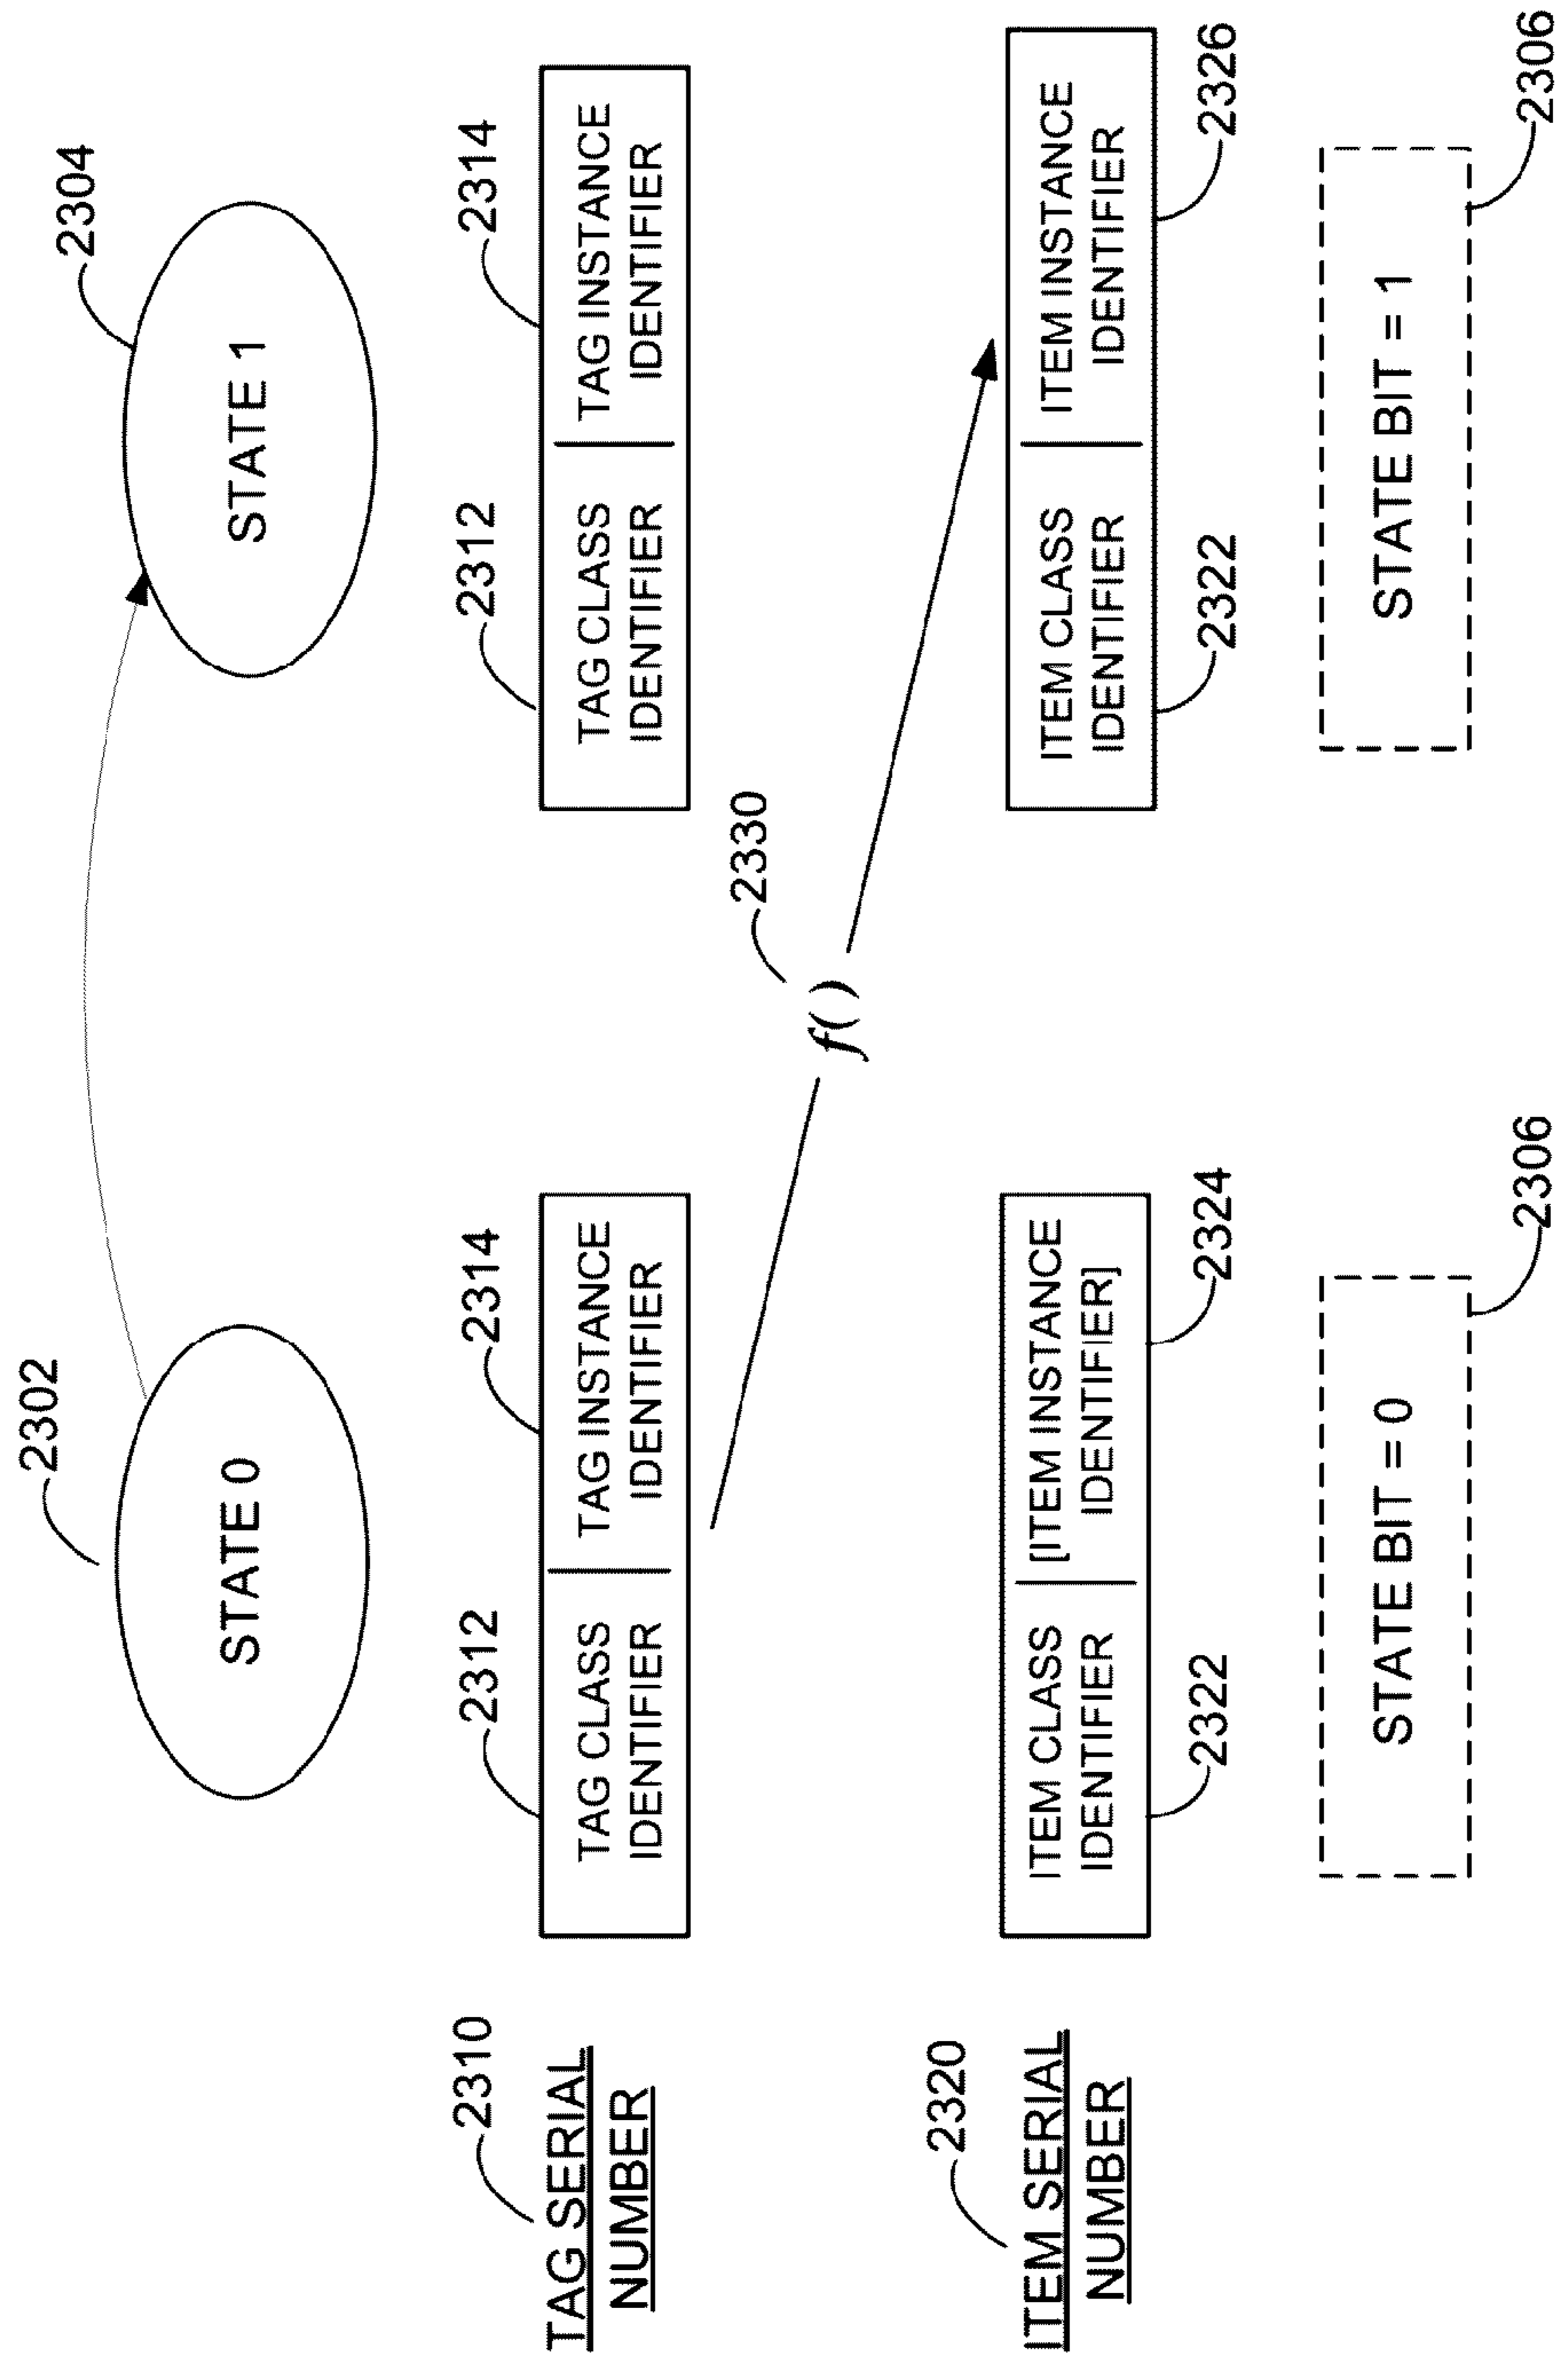 2302
2304
STATE 0
STATE 1
2310
2312
2314
2312
2314
TAG SERIAL
NUMBER
TAG CLASS
IDENTIFIER
TAG INSTANCE
IDENTIFIER
TAG CLASS
IDENTIFIER
TAG INSTANCE
IDENTIFIER
2330
f( )
2320
ITEM SERIAL
NUMBER
ITEM CLASS
IDENTIFIER
[ITEM INSTANCE
IDENTIFIER]
ITEM CLASS
IDENTIFIER
ITEM INSTANCE
IDENTIFIER
2322
2324
2322
2326
STATE BIT = 0
STATE BIT = 1
2306
2306